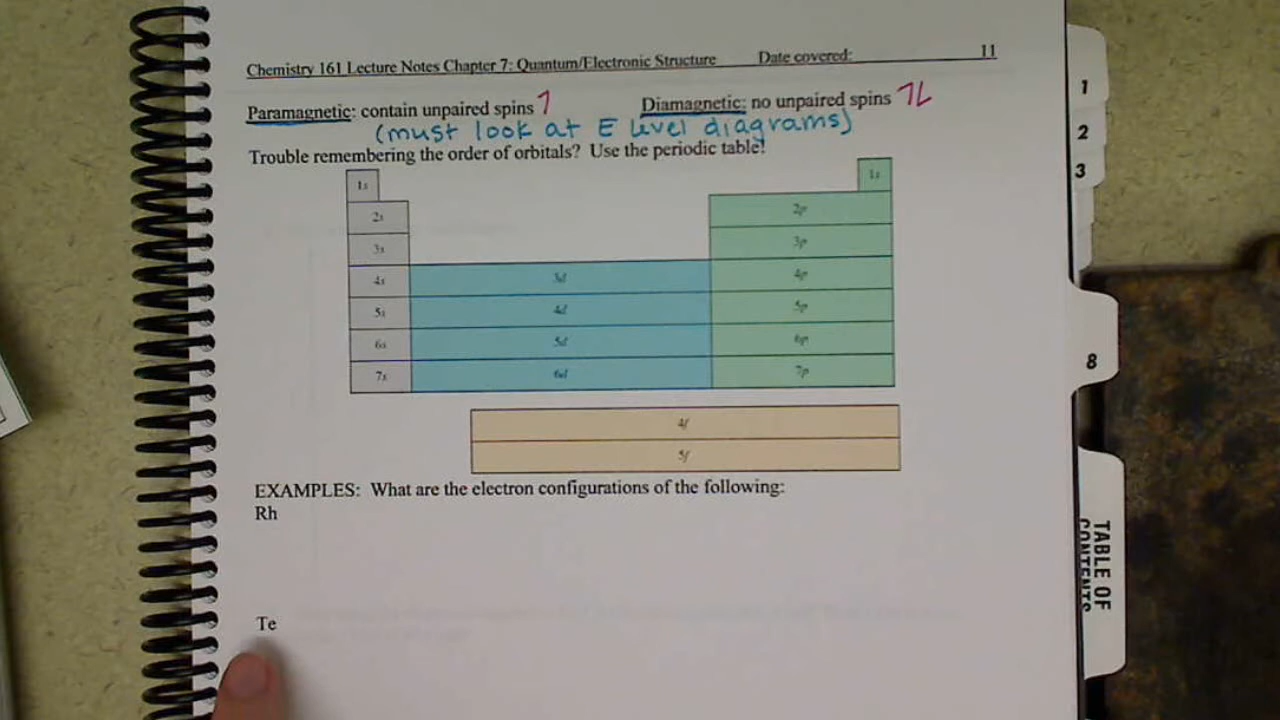 Chemistry 161 Lecture Notes Chapter 7: Quantum/Electronic Structure Date covered: 11
Paramagnetic: contain unpaired spins ↿ Diamagnetic: no unpaired spins ↿⇂
(must look at E level diagrams)
Trouble remembering the order of orbitals? Use the periodic table!
1s 1s
2s 2p
3s 3p
4s 3d 4p
5s 4d 5p
6s 5d 6p
7s 6d 7p
4f
5f
EXAMPLES: What are the electron configurations of the following:
Rh
Te
1
2
3
8
TABLE OF
CONTENTS